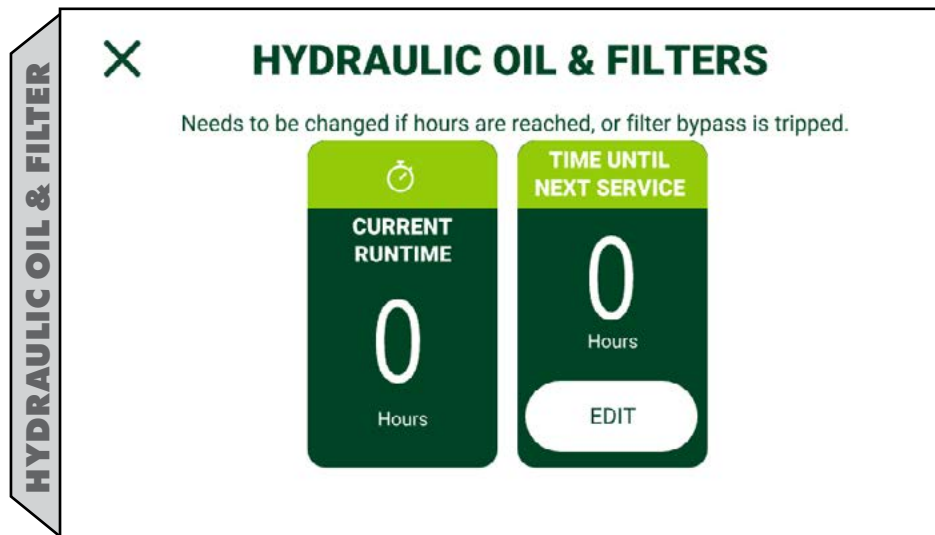 HYDRAULIC OIL & FILTER
HYDRAULIC OIL & FILTERS
Needs to be changed if hours are reached, or filter bypass is tripped.
CURRENT
RUNTIME
0
Hours
TIME UNTIL
NEXT SERVICE
0
Hours
EDIT